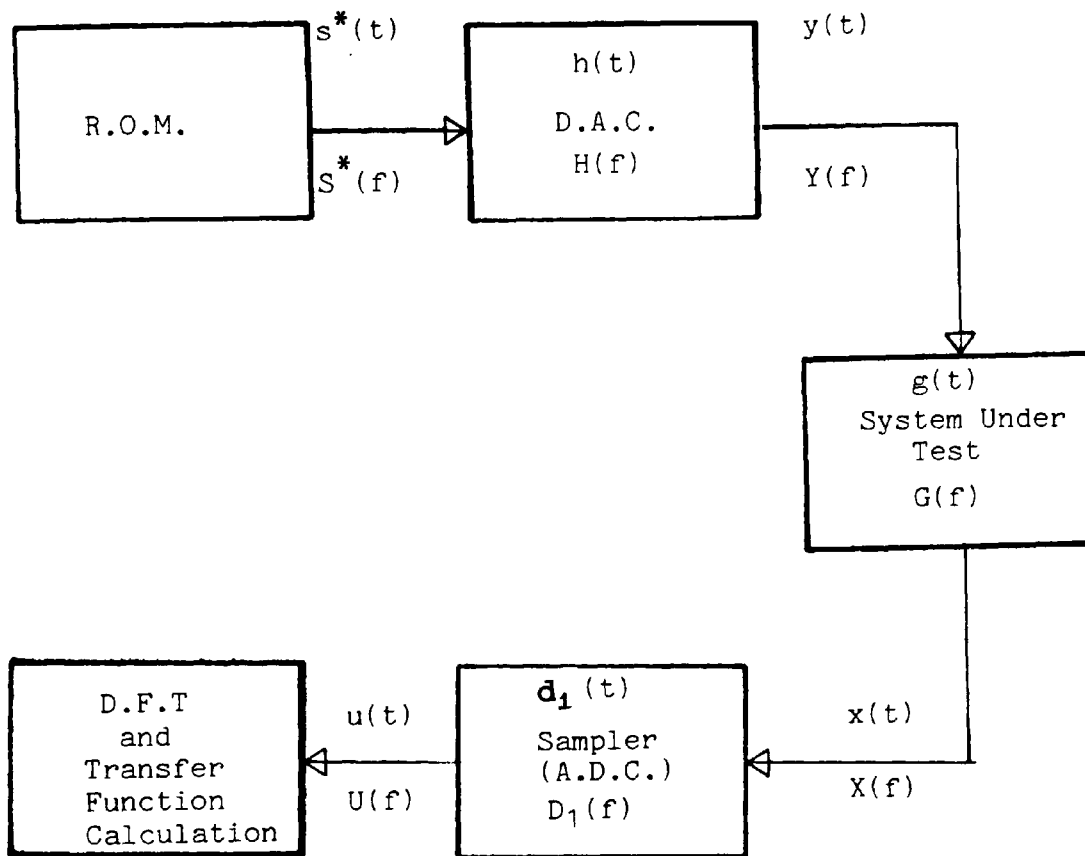 s*(t)
R.O.M.
S*(f)
h(t)
D.A.C.
H(f)
y(t)
Y(f)
g(t)
System Under
Test
G(f)
x(t)
X(f)
d₁(t)
Sampler
(A.D.C.)
D₁(f)
u(t)
U(f)
D.F.T
and
Transfer
Function
Calculation